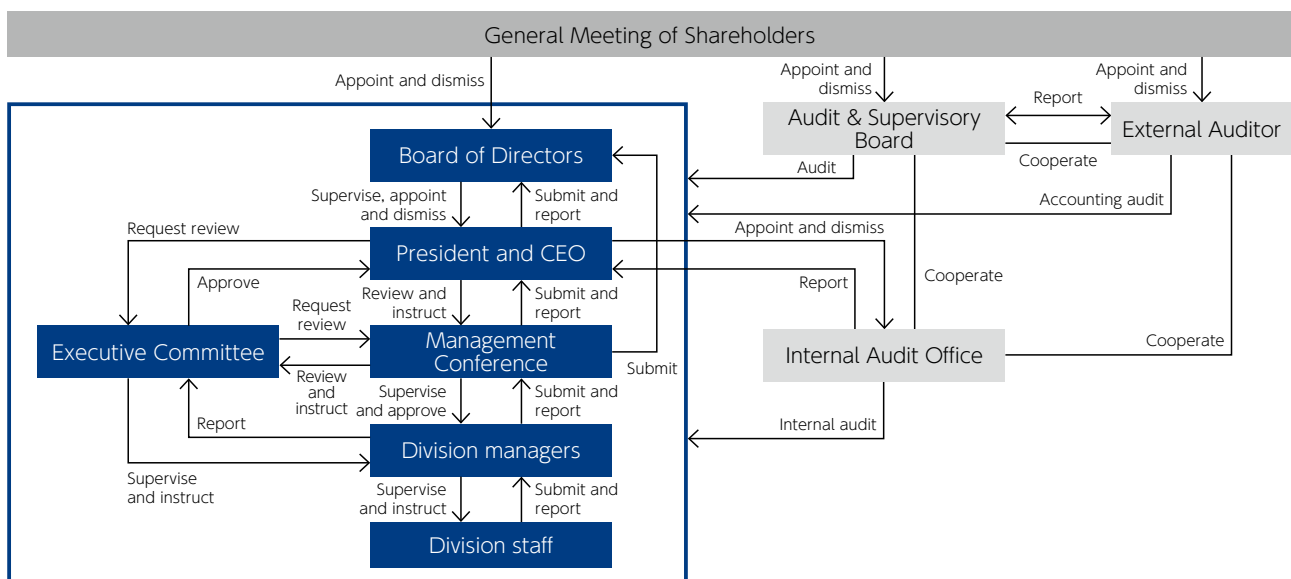 General Meeting of Shareholders
Appoint and dismiss
Appoint and
dismiss
Appoint and
dismiss
Board of Directors
Audit & Supervisory
Board
Report
External Auditor
Cooperate
Audit
Accounting audit
Supervise, appoint
and dismiss
Submit and
report
Request review
President and CEO
Appoint and dismiss
Approve
Review and
instruct
Submit and
report
Report
Cooperate
Request
review
Executive Committee
Management
Conference
Submit
Internal Audit Office
Cooperate
Review
and
instruct
Supervise
and approve
Submit and
report
Report
Internal audit
Division managers
Supervise
and instruct
Supervise
and instruct
Submit and
report
Division staff